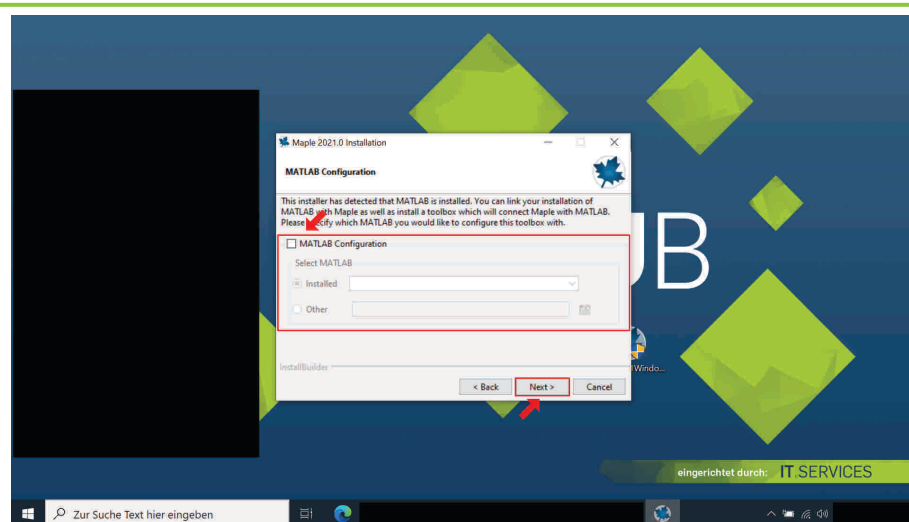 Maple 2021.0 Installation
MATLAB Configuration
This installer has detected that MATLAB is installed. You can link your installation of
MATLAB with Maple as well as install a toolbox which will connect Maple with MATLAB.
Please specify which MATLAB you would like to configure this toolbox with.
MATLAB Configuration
Select MATLAB
Installed
Other
InstallBuilder
< Back
Next >
Cancel
UB
Windo...
eingerichtet durch: IT.SERVICES
Zur Suche Text hier eingeben